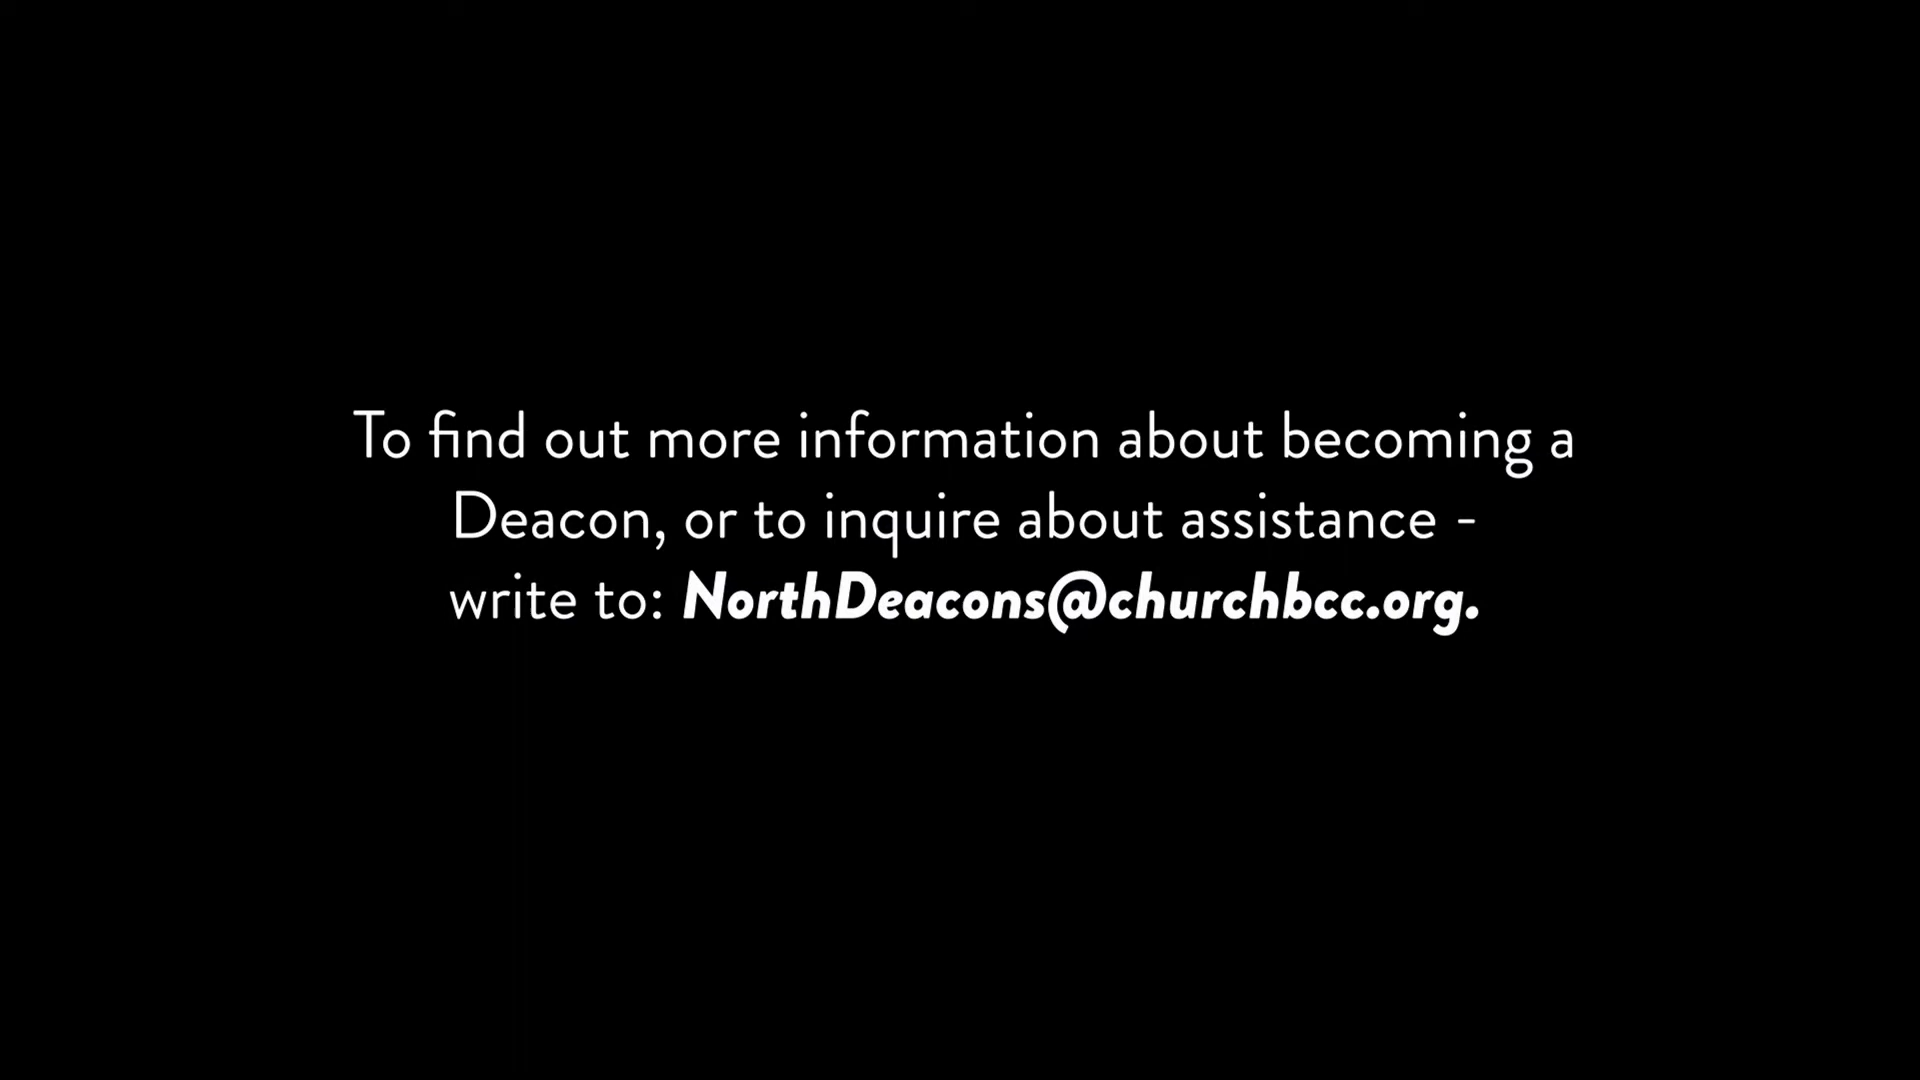 To find out more information about becoming a
Deacon, or to inquire about assistance -
write to: NorthDeacons@churchbcc.org.